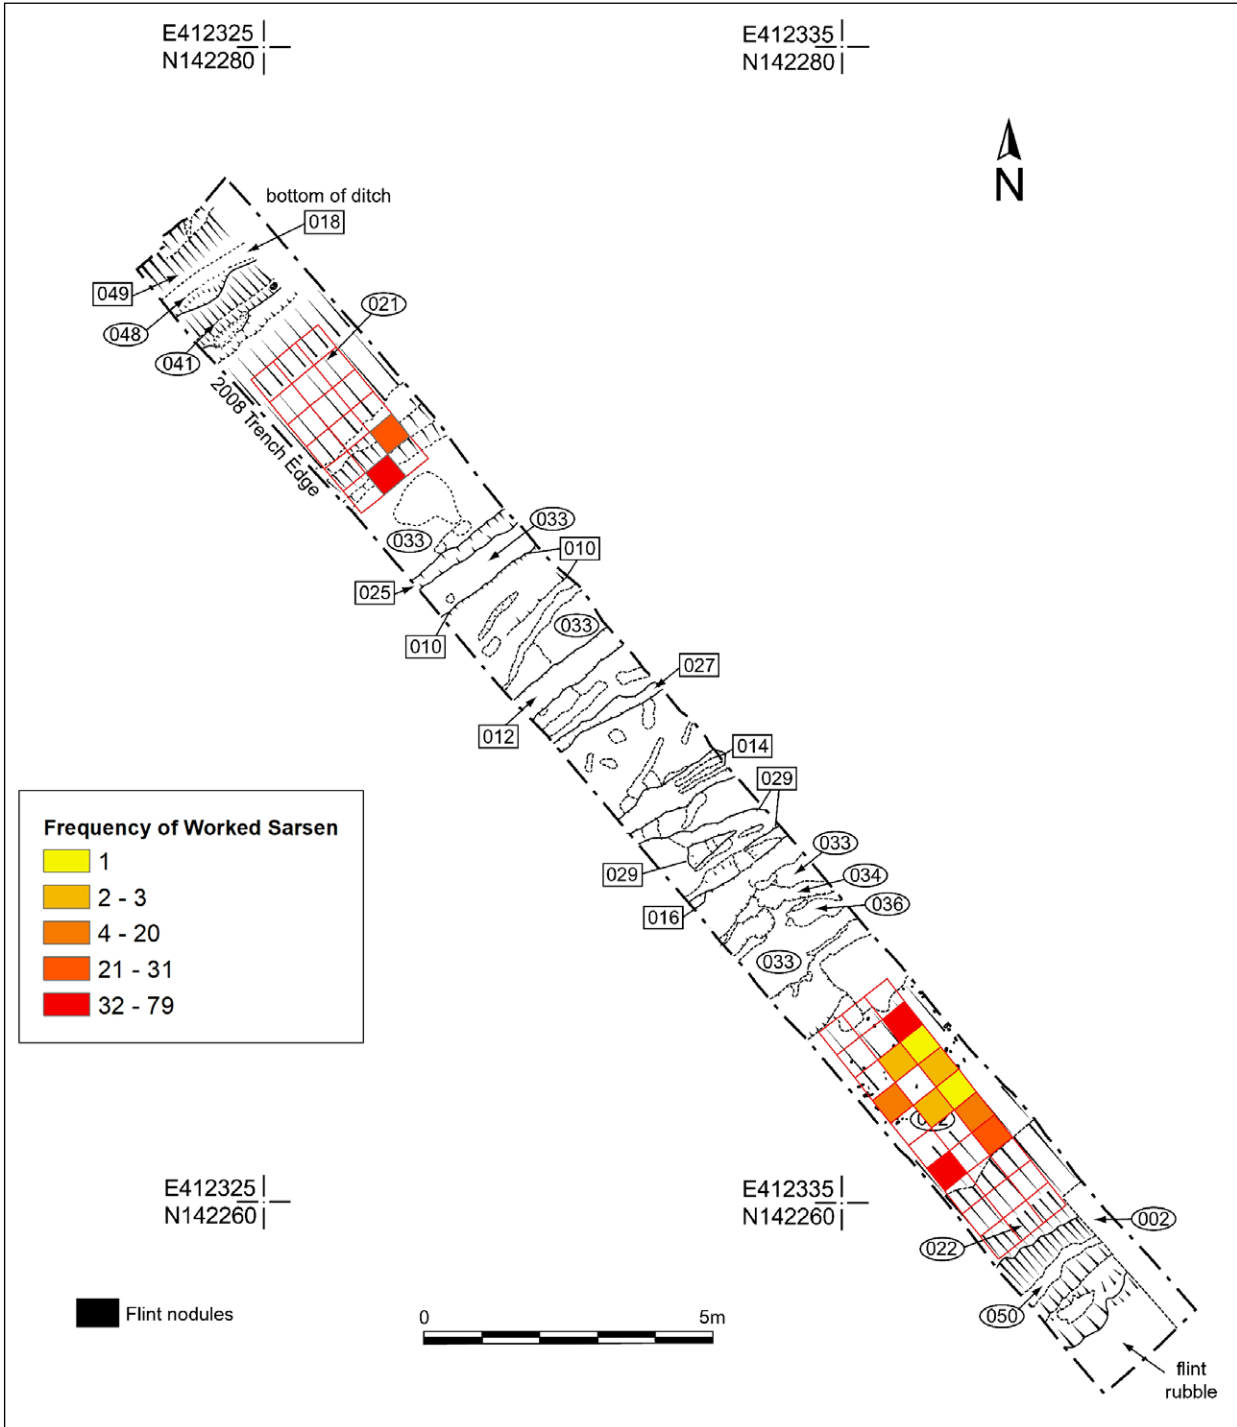 E412325
N142280
E412335
N142280
N
bottom of ditch
018
049
048
041
021
2008 Trench Edge
033
033
010
025
010
033
027
012
014
029
029
033
034
016
036
033
Frequency of Worked Sarsen
1
2 - 3
4 - 20
21 - 31
32 - 79
E412325
N142260
E412335
N142260
002
022
050
Flint nodules
0
5m
flint
rubble